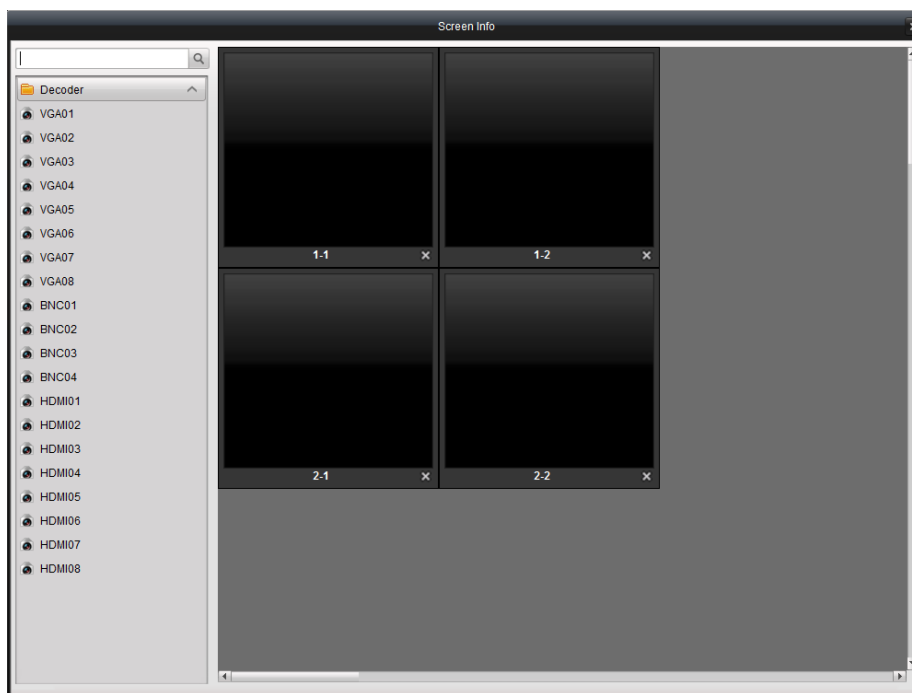 Screen Info
Decoder
VGA01
VGA02
VGA03
VGA04
VGA05
VGA06
VGA07
VGA08
BNC01
BNC02
BNC03
BNC04
HDMI01
HDMI02
HDMI03
HDMI04
HDMI05
HDMI06
HDMI07
HDMI08
1-1
1-2
2-1
2-2